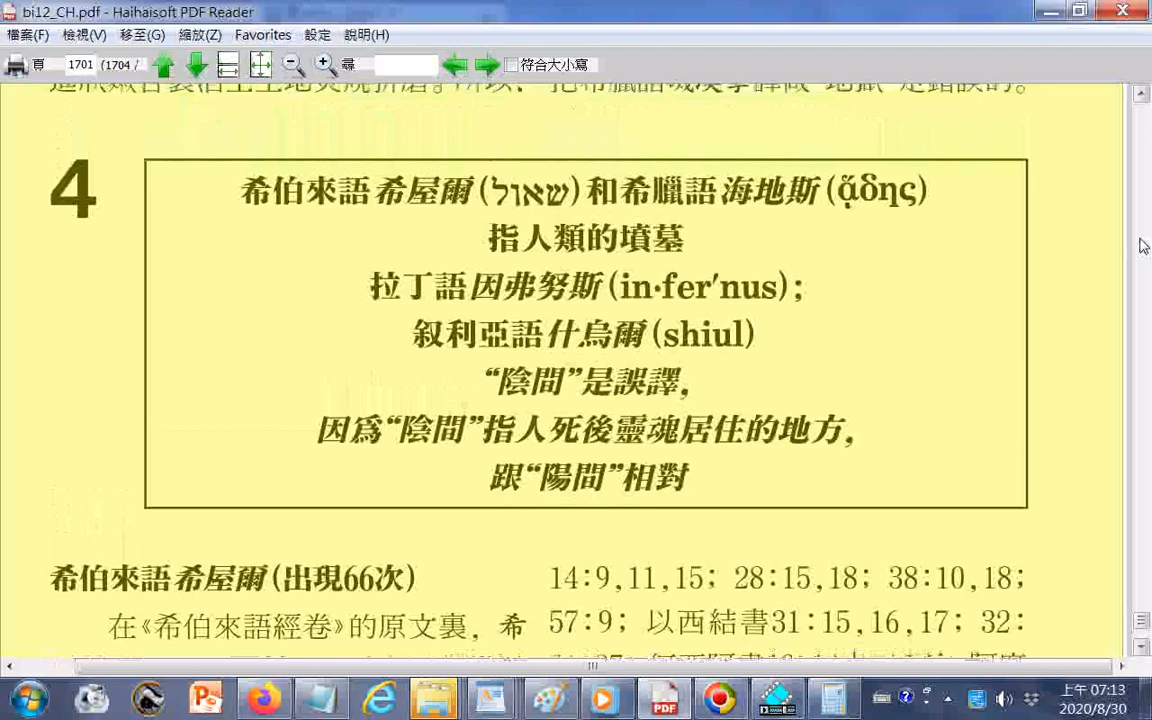 bi12_CH.pdf - Haihaisoft PDF Reader
檔案(F) 檢視(V) 移至(G) 縮放(Z) Favorites 設定 說明(H)
頁 1701 (1704 / 尋 符合大小寫
4
希伯來語希屋爾(שאול)和希臘語海地斯(ᾅδης)
指人類的墳墓
拉丁語因弗努斯(in·ferʹnus);
叙利亞語什烏爾(shiul)
“陰間”是誤譯,
因爲“陰間”指人死後靈魂居住的地方,
跟“陽間”相對
希伯來語希屋爾(出現66次)
在《希伯來語經卷》的原文裏, 希
14:9,11,15; 28:15,18; 38:10,18;
57:9; 以西結書31:15,16,17; 32:
上午 07:13
2020/8/30